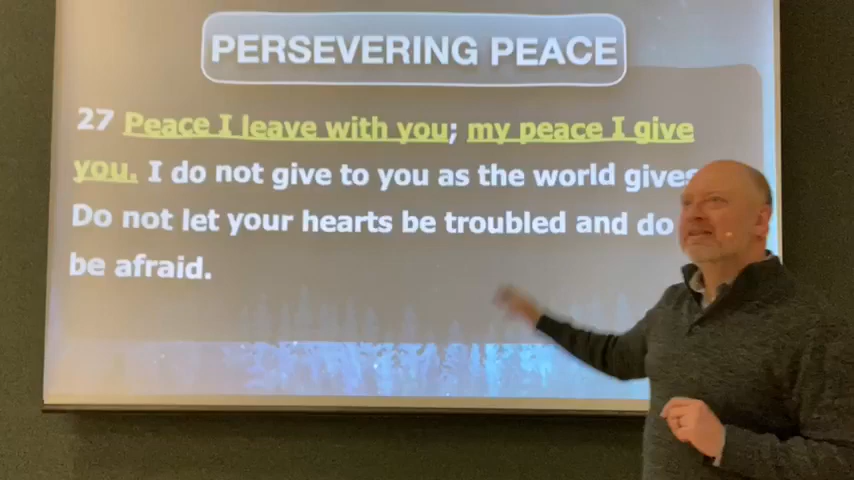 PERSEVERING PEACE
27 Peace I leave with you; my peace I give
you. I do not give to you as the world gives
Do not let your hearts be troubled and do
be afraid.